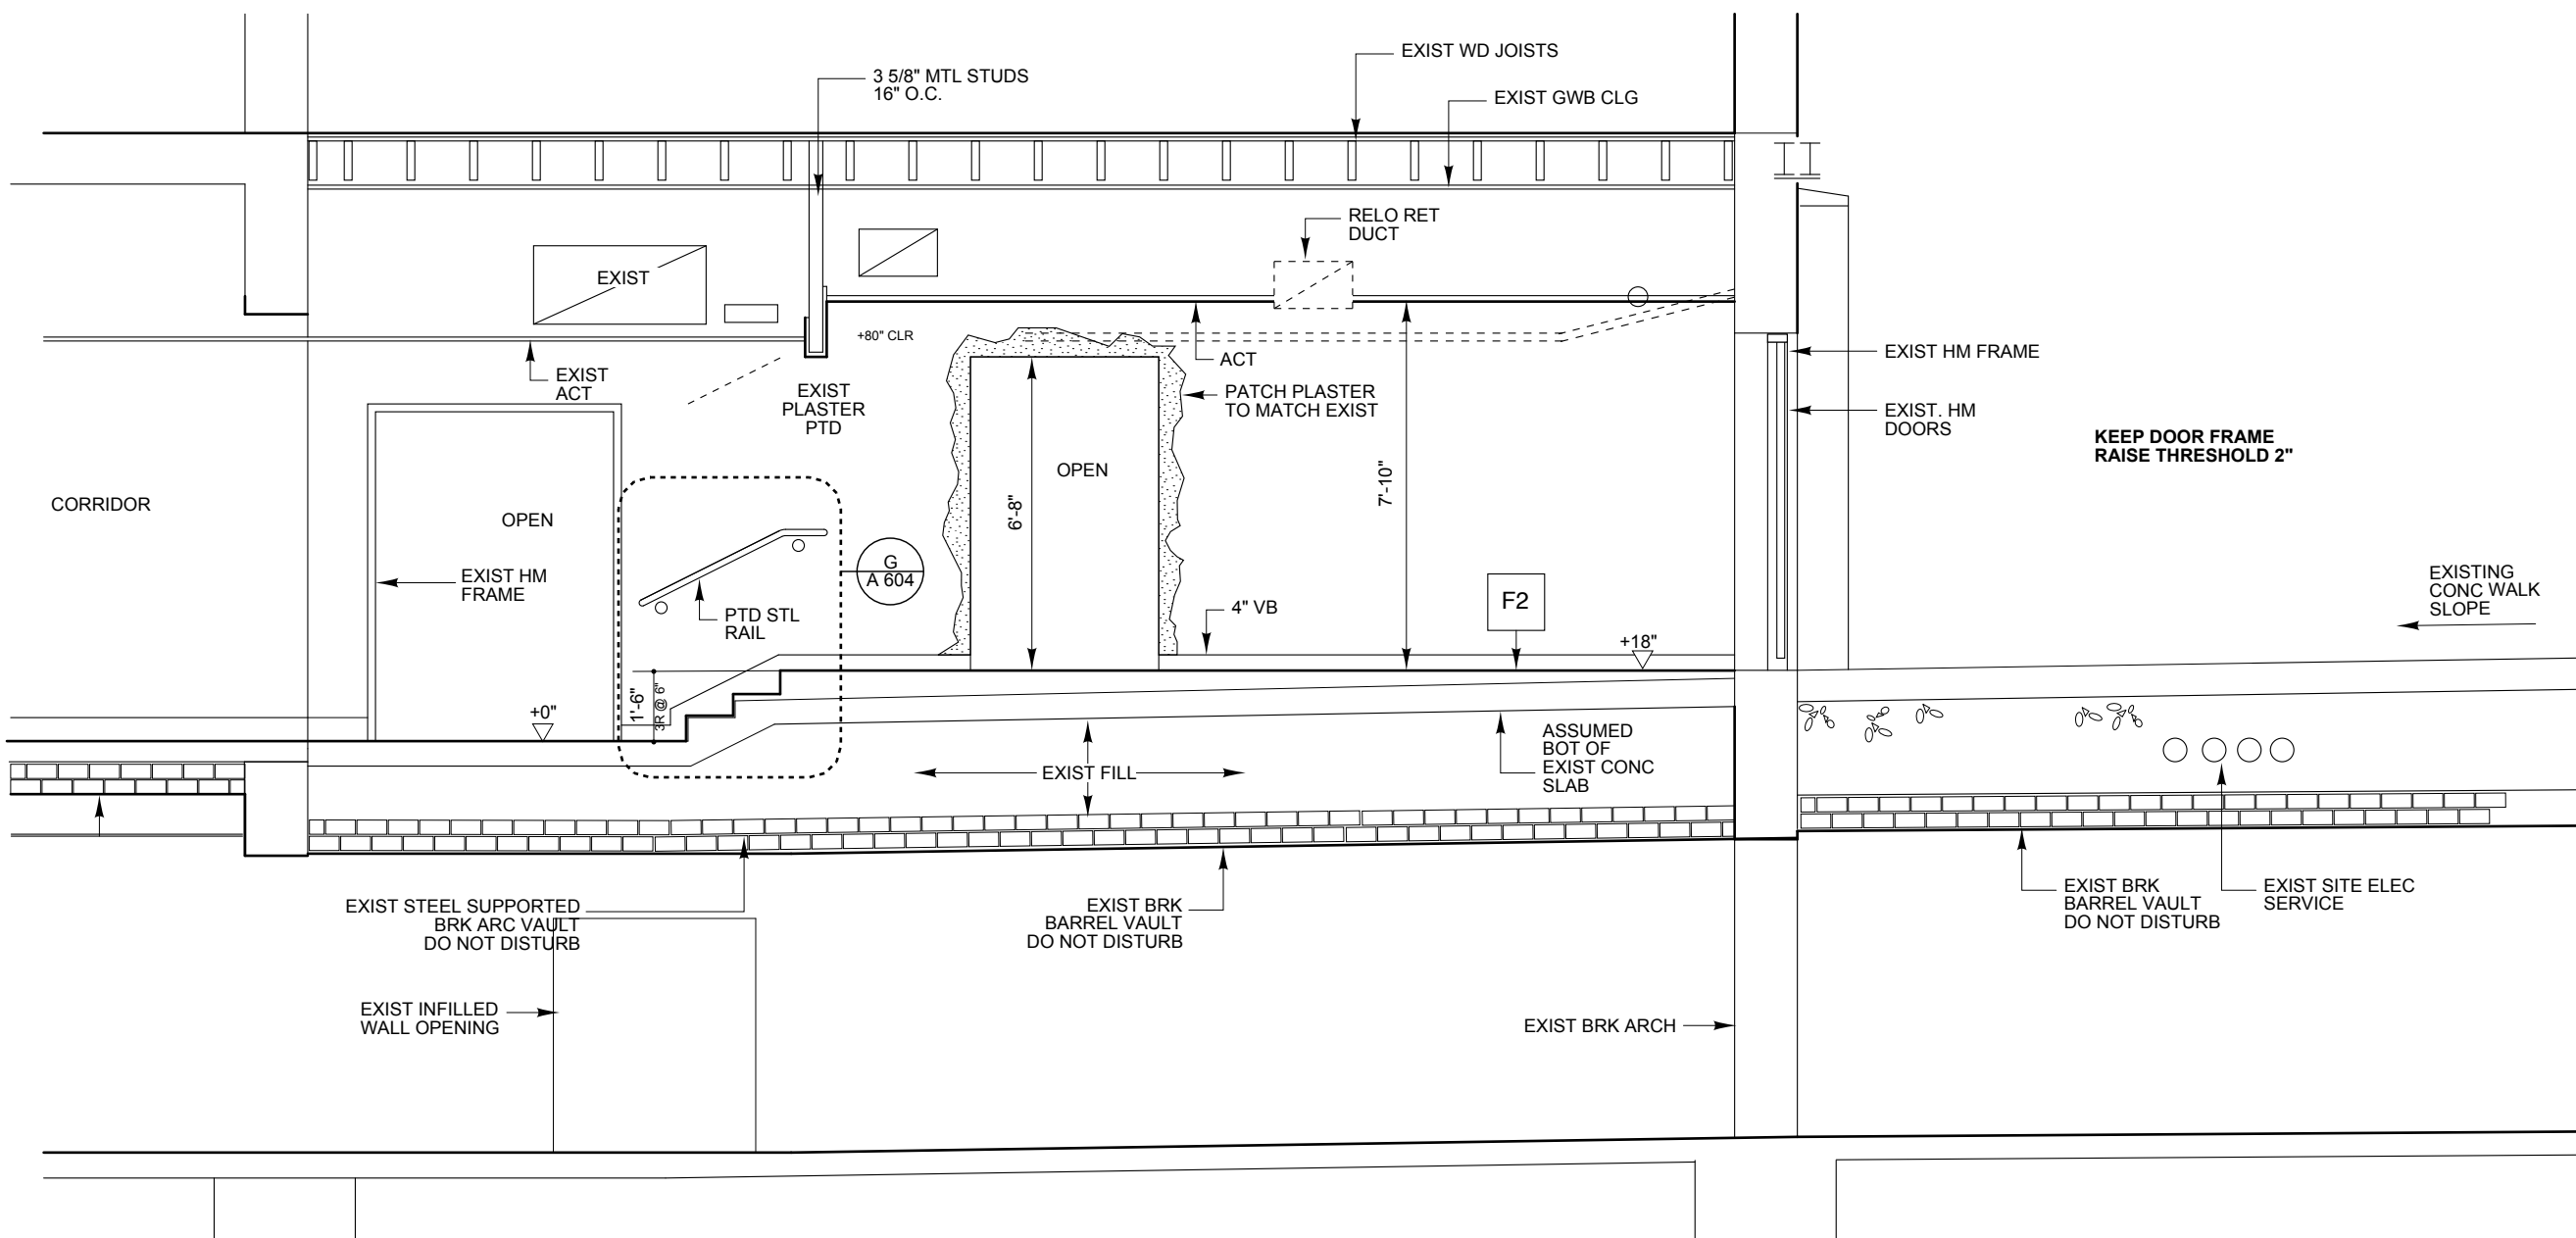 EXIST WD JOISTS
3 5/8" MTL STUDS
16" O.C.
EXIST GWB CLG
RELO RET
DUCT
EXIST
+80" CLR
EXIST HM FRAME
ACT
EXIST
ACT
EXIST
PLASTER
PTD
PATCH PLASTER
TO MATCH EXIST
EXIST. HM
DOORS
KEEP DOOR FRAME
RAISE THRESHOLD 2"
CORRIDOR
OPEN
OPEN
6'-8"
7'-10"
G
A 604
EXIST HM
FRAME
PTD STL
RAIL
4" VB
F2
+18"
EXISTING
CONC WALK
SLOPE
+0"
1'-6"
3R @ 6"
EXIST FILL
ASSUMED
BOT OF
EXIST CONC
SLAB
EXIST STEEL SUPPORTED
BRK ARC VAULT
DO NOT DISTURB
EXIST BRK
BARREL VAULT
DO NOT DISTURB
EXIST BRK
BARREL VAULT
DO NOT DISTURB
EXIST SITE ELEC
SERVICE
EXIST INFILLED
WALL OPENING
EXIST BRK ARCH